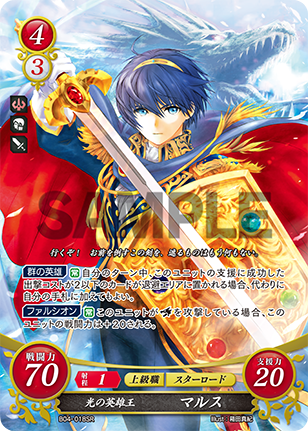 4
3
SAMPLE
行くぞ! お前を倒すこの剣を、遮るものはもう何もない。
群の英雄 常 自分のターン中、このユニットの支援に成功した
出撃コストが2以下のカードが退避エリアに置かれる場合、代わりに
自分の手札に加えてもよい。
ファルシオン 常 このユニットがを攻撃している場合、この
ユニットの戦闘力は+20される。
戦闘力
70
射程 1 上級職 スターロード
支援力
20
光の英雄王 マルス
B04-018SR
Illust:箱田真紀